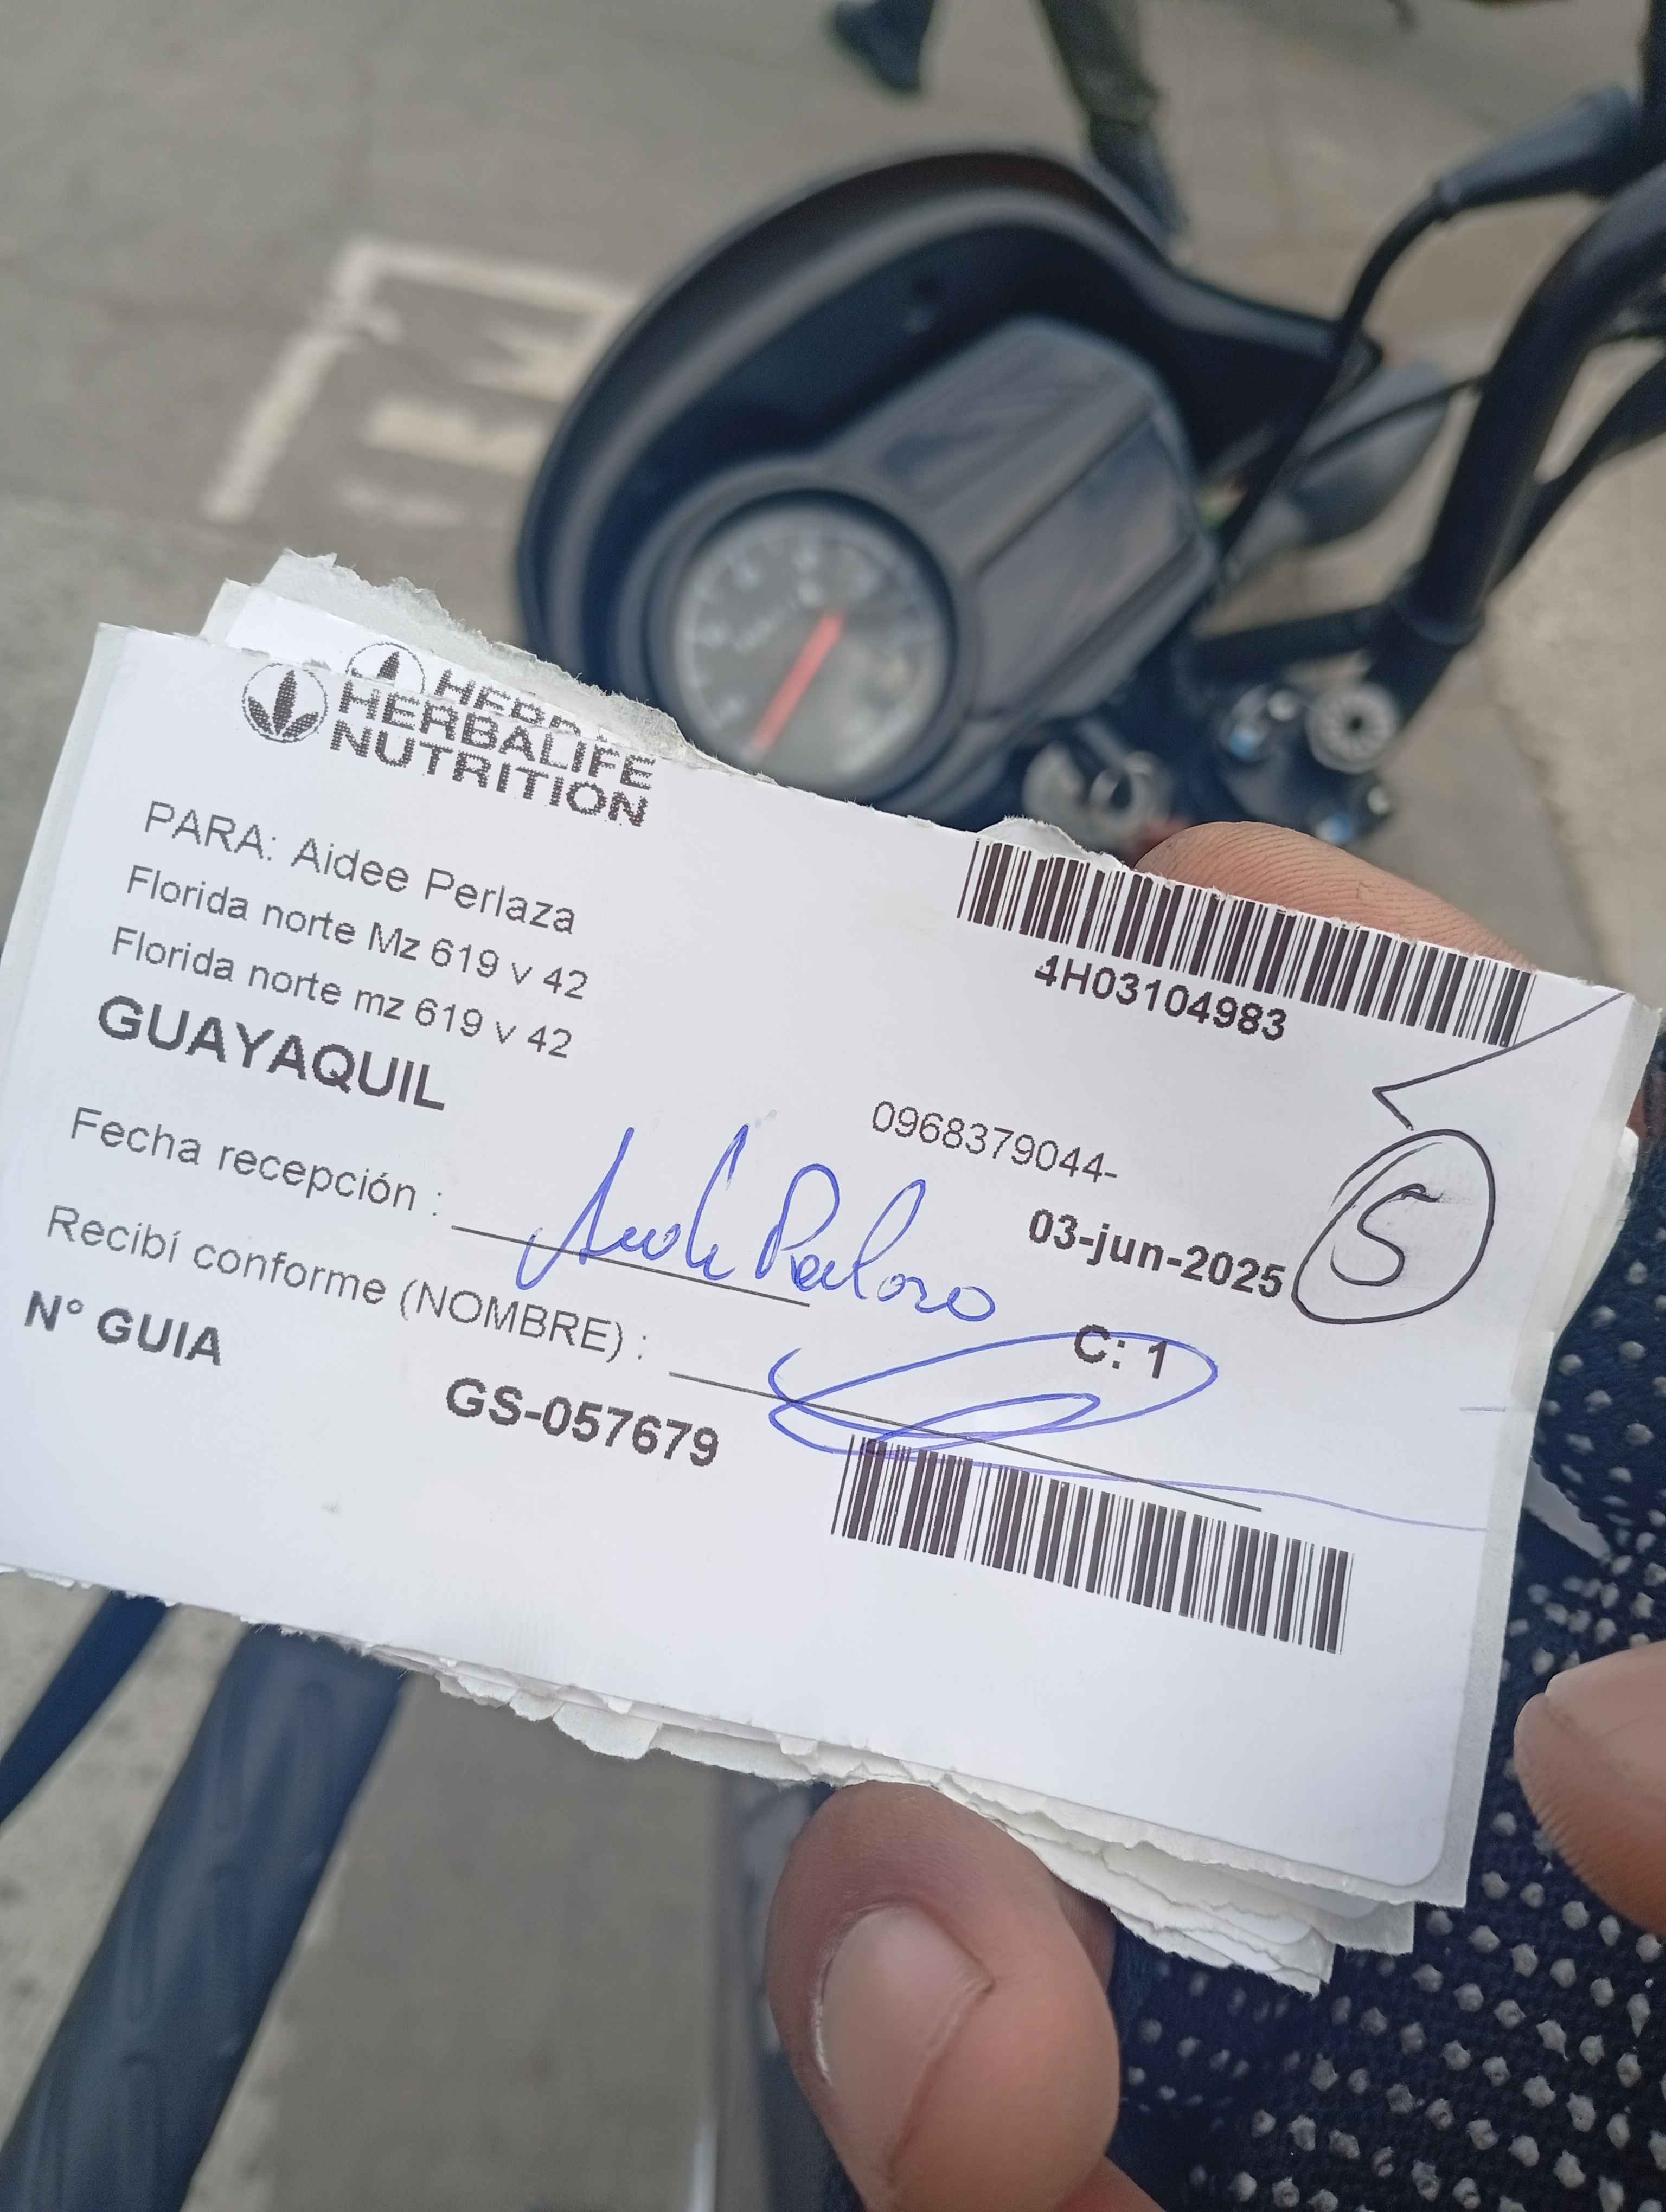 HERBALIFE
NUTRITION
PARA: Aidee Perlaza
Florida norte Mz 619 v 42
Florida norte mz 619 v 42
GUAYAQUIL
4H03104983
0968379044-
Fecha recepción :
03-jun-2025
5
Recibí conforme (NOMBRE) :
C: 1
N° GUIA
GS-057679